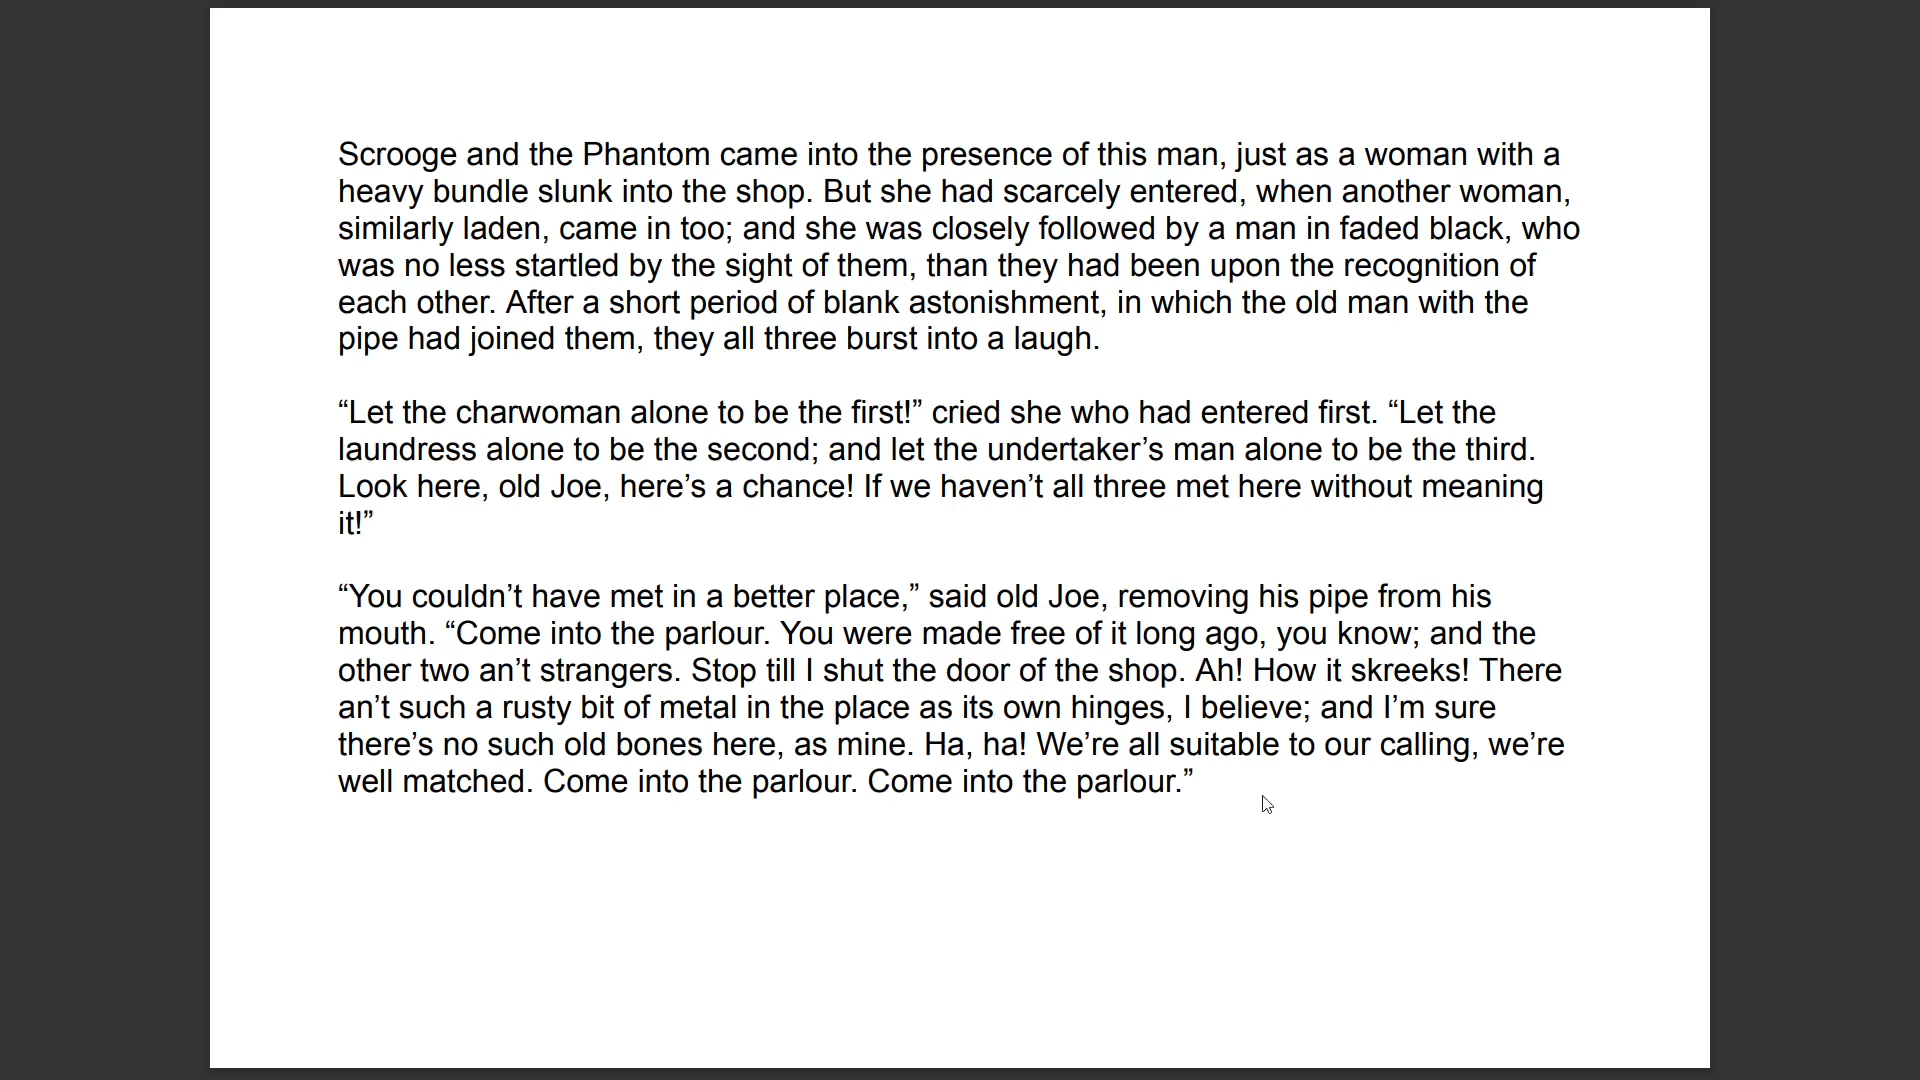 Scrooge and the Phantom came into the presence of this man, just as a woman with a
heavy bundle slunk into the shop. But she had scarcely entered, when another woman,
similarly laden, came in too; and she was closely followed by a man in faded black, who
was no less startled by the sight of them, than they had been upon the recognition of
each other. After a short period of blank astonishment, in which the old man with the
pipe had joined them, they all three burst into a laugh.
“Let the charwoman alone to be the first!” cried she who had entered first. “Let the
laundress alone to be the second; and let the undertaker’s man alone to be the third.
Look here, old Joe, here’s a chance! If we haven’t all three met here without meaning
it!”
“You couldn’t have met in a better place,” said old Joe, removing his pipe from his
mouth. “Come into the parlour. You were made free of it long ago, you know; and the
other two an’t strangers. Stop till I shut the door of the shop. Ah! How it skreeks! There
an’t such a rusty bit of metal in the place as its own hinges, I believe; and I’m sure
there’s no such old bones here, as mine. Ha, ha! We’re all suitable to our calling, we’re
well matched. Come into the parlour. Come into the parlour.”